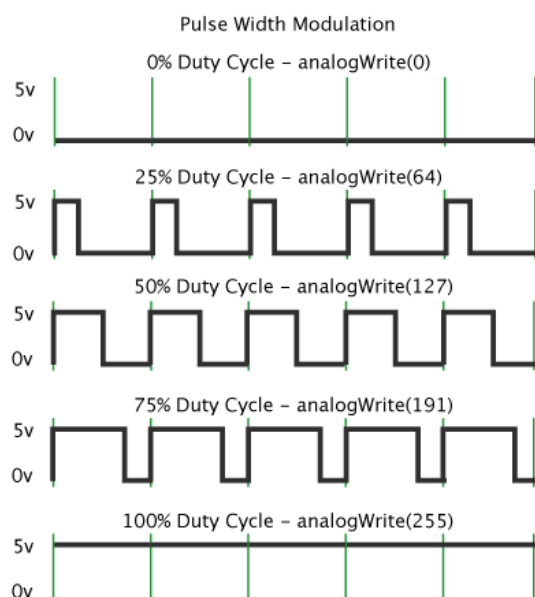 Pulse Width Modulation
0% Duty Cycle – analogWrite(0)
5v
0v
25% Duty Cycle – analogWrite(64)
5v
0v
50% Duty Cycle – analogWrite(127)
5v
0v
75% Duty Cycle – analogWrite(191)
5v
0v
100% Duty Cycle – analogWrite(255)
5v
0v